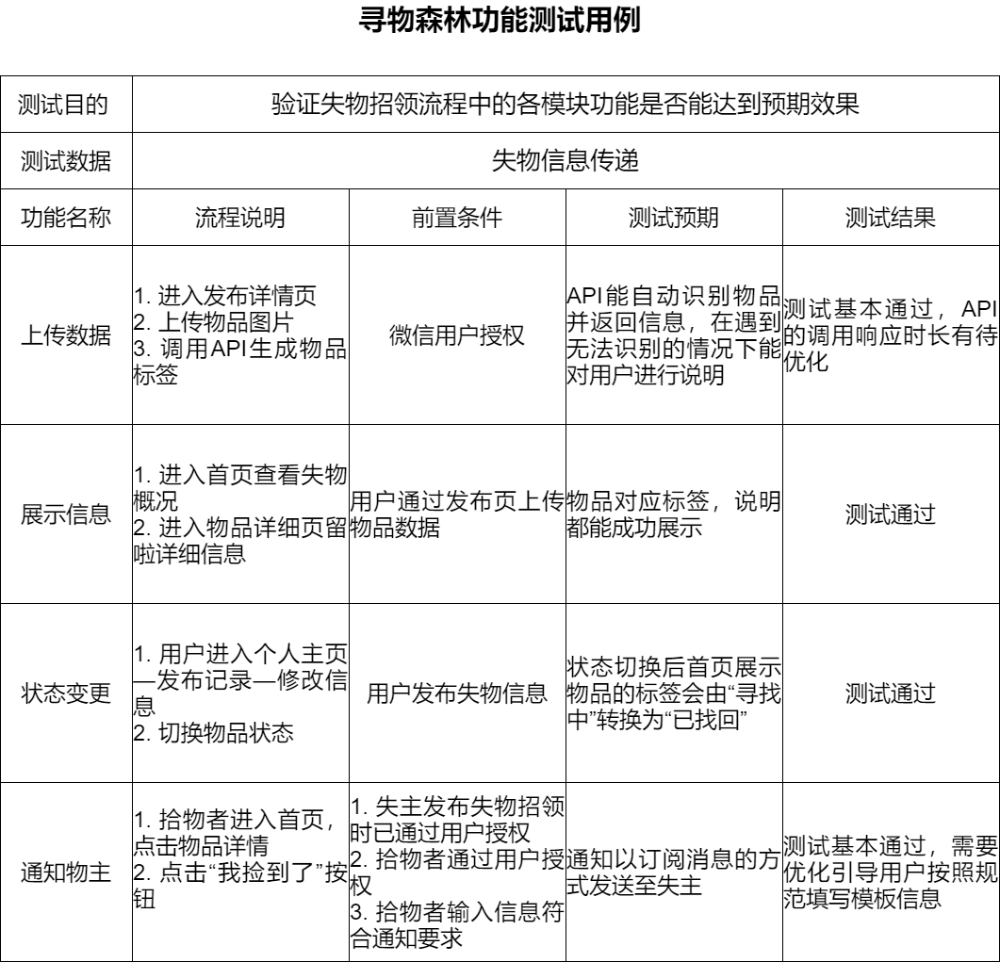 寻物森林功能测试用例
测试目的
验证失物招领流程中的各模块功能是否能达到预期效果
测试数据
失物信息传递
功能名称
流程说明
前置条件
测试预期
测试结果
上传数据
1. 进入发布详情页
2. 上传物品图片
3. 调用API生成物品
标签
微信用户授权
API能自动识别物品
并返回信息，在遇到
无法识别的情况下能
对用户进行说明
测试基本通过，API
的调用响应时长有待
优化
展示信息
1. 进入首页查看失物
概况
2. 进入物品详细页留
啦详细信息
用户通过发布页上传
物品数据
物品对应标签，说明
都能成功展示
测试通过
状态变更
1. 用户进入个人主页
—发布记录—修改信
息
2. 切换物品状态
用户发布失物信息
状态切换后首页展示
物品的标签会由“寻找
中”转换为“已找回”
测试通过
通知物主
1. 拾物者进入首页，
点击物品详情
2. 点击“我捡到了”按
钮
1. 失主发布失物招领
时已通过用户授权
2. 拾物者通过用户授
权
3. 拾物者输入信息符
合通知要求
通知以订阅消息的方
式发送至失主
测试基本通过，需要
优化引导用户按照规
范填写模板信息